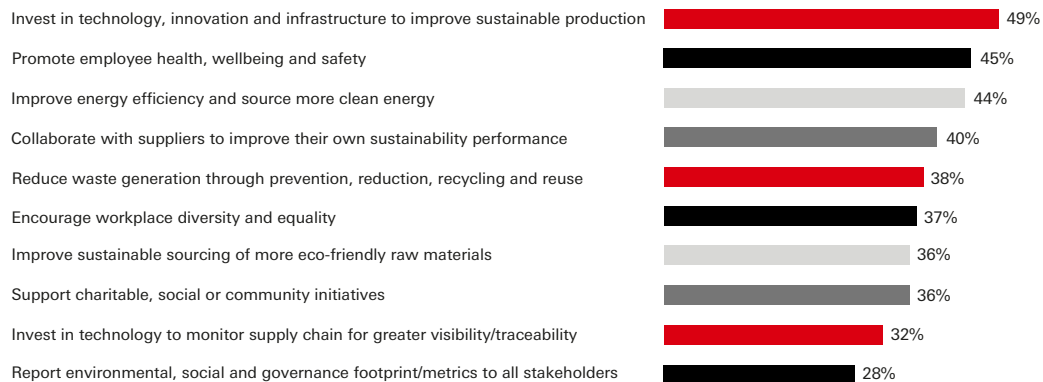 Invest in technology, innovation and infrastructure to improve sustainable production 49%
Promote employee health, wellbeing and safety 45%
Improve energy efficiency and source more clean energy 44%
Collaborate with suppliers to improve their own sustainability performance 40%
Reduce waste generation through prevention, reduction, recycling and reuse 38%
Encourage workplace diversity and equality 37%
Improve sustainable sourcing of more eco-friendly raw materials 36%
Support charitable, social or community initiatives 36%
Invest in technology to monitor supply chain for greater visibility/traceability 32%
Report environmental, social and governance footprint/metrics to all stakeholders 28%